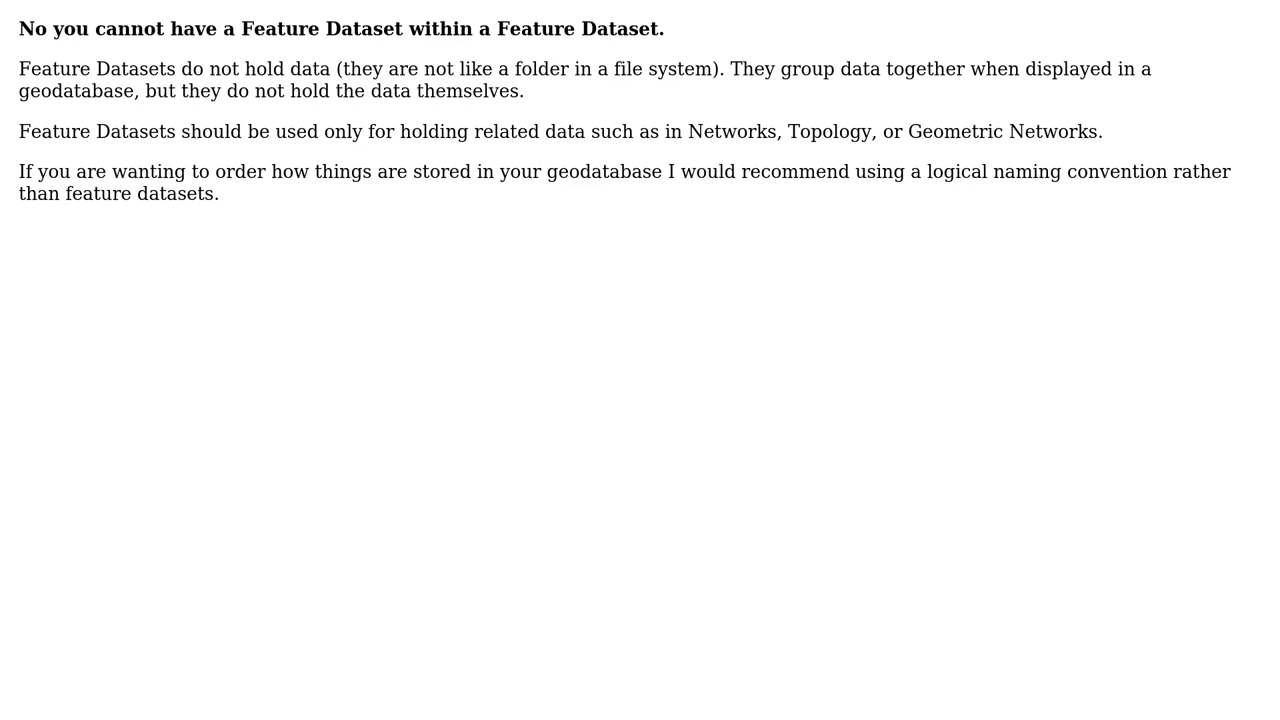 No you cannot have a Feature Dataset within a Feature Dataset.
Feature Datasets do not hold data (they are not like a folder in a file system). They group data together when displayed in a
geodatabase, but they do not hold the data themselves.
Feature Datasets should be used only for holding related data such as in Networks, Topology, or Geometric Networks.
If you are wanting to order how things are stored in your geodatabase I would recommend using a logical naming convention rather
than feature datasets.